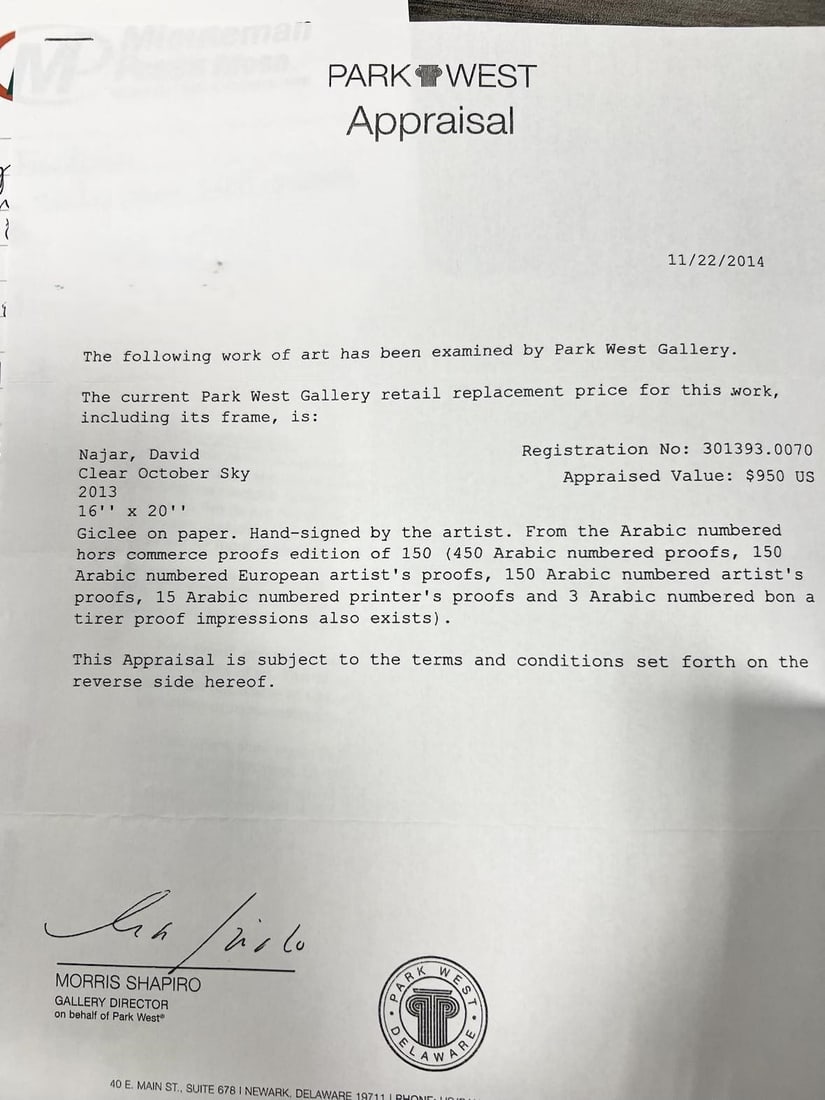 Minuteman
Press
PARK WEST
Appraisal
11/22/2014
The following work of art has been examined by Park West Gallery.
The current Park West Gallery retail replacement price for this work,
including its frame, is:
Najar, David
Registration No: 301393.0070
Clear October Sky
Appraised Value: $950 US
2013
16'' x 20''
Giclee on paper. Hand-signed by the artist. From the Arabic numbered
hors commerce proofs edition of 150 (450 Arabic numbered proofs, 150
Arabic numbered European artist's proofs, 150 Arabic numbered artist's
proofs, 15 Arabic numbered printer's proofs and 3 Arabic numbered bon a
tirer proof impressions also exists).
This Appraisal is subject to the terms and conditions set forth on the
reverse side hereof.
MORRIS SHAPIRO
GALLERY DIRECTOR
on behalf of Park West®
PARK WEST
DELAWARE
40 E. MAIN ST., SUITE 678 | NEWARK, DELAWARE 19711 | PHONE: